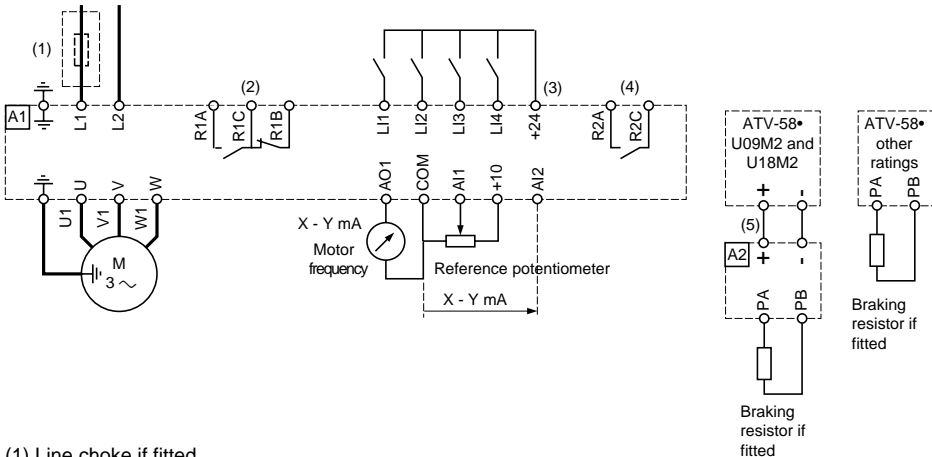 (1)
(2)
(3)
(4)
A1
L1
L2
R1A
R1C
R1B
LI1
LI2
LI3
LI4
+24
R2A
R2C
U
V
W
AO1
COM
AI1
+10
AI2
U1
V1
W1
M
3 ~
X - Y mA
Motor
frequency
Reference potentiometer
X - Y mA
ATV-58•
U09M2 and
U18M2
+
-
(5)
A2
+
-
PA
PB
Braking
resistor if
fitted
ATV-58•
other
ratings
PA
PB
Braking
resistor if
fitted
(1) Line choke if fitted